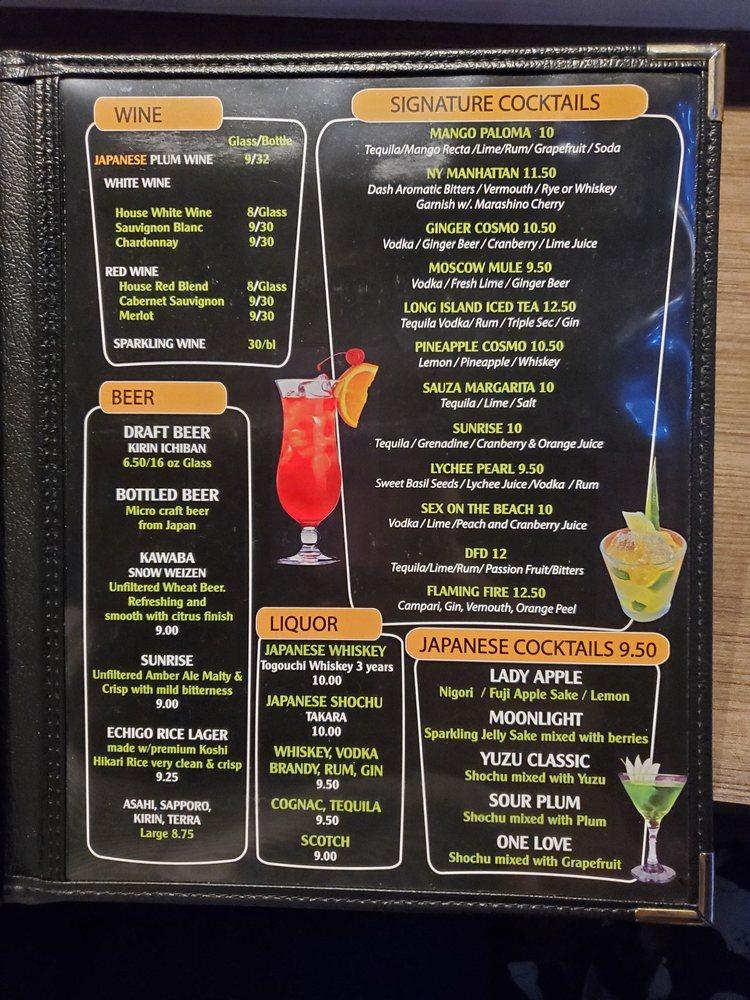 WINE
Glass/Bottle
JAPANESE PLUM WINE 9/32
WHITE WINE
House White Wine 8/Glass
Sauvignon Blanc 9/30
Chardonnay 9/30
RED WINE
House Red Blend 8/Glass
Cabernet Sauvignon 9/30
Merlot 9/30
SPARKLING WINE 30/bl
BEER
DRAFT BEER
KIRIN ICHIBAN
6.50/16 oz Glass
BOTTLED BEER
Micro craft beer
from Japan
KAWABA
SNOW WEIZEN
Unfiltered Wheat Beer.
Refreshing and
smooth with citrus finish
9.00
SUNRISE
Unfiltered Amber Ale Malty &
Crisp with mild bitterness
9.00
ECHIGO RICE LAGER
made w/premium Koshi
Hikari Rice very clean & crisp
9.25
ASAHI, SAPPORO,
KIRIN, TERRA
Large 8.75
SIGNATURE COCKTAILS
MANGO PALOMA 10
Tequila/Mango Recta /Lime/Rum/ Grapefruit / Soda
NY MANHATTAN 11.50
Dash Aromatic Bitters / Vermouth / Rye or Whiskey
Garnish w/. Marashino Cherry
GINGER COSMO 10.50
Vodka / Ginger Beer / Cranberry / Lime Juice
MOSCOW MULE 9.50
Vodka / Fresh Lime / Ginger Beer
LONG ISLAND ICED TEA 12.50
Tequila Vodka/ Rum / Triple Sec / Gin
PINEAPPLE COSMO 10.50
Lemon / Pineapple / Whiskey
SAUZA MARGARITA 10
Tequila / Lime / Salt
SUNRISE 10
Tequila / Grenadine / Cranberry & Orange Juice
LYCHEE PEARL 9.50
Sweet Basil Seeds / Lychee Juice /Vodka / Rum
SEX ON THE BEACH 10
Vodka / Lime /Peach and Cranberry Juice
DFD 12
Tequila/Lime/Rum/ Passion Fruit/Bitters
FLAMING FIRE 12.50
Campari, Gin, Vemouth, Orange Peel
LIQUOR
JAPANESE WHISKEY
Togouchi Whiskey 3 years
10.00
JAPANESE SHOCHU
TAKARA
10.00
WHISKEY, VODKA
BRANDY, RUM, GIN
9.50
COGNAC, TEQUILA
9.50
SCOTCH
9.00
JAPANESE COCKTAILS 9.50
LADY APPLE
Nigori / Fuji Apple Sake / Lemon
MOONLIGHT
Sparkling Jelly Sake mixed with berries
YUZU CLASSIC
Shochu mixed with Yuzu
SOUR PLUM
Shochu mixed with Plum
ONE LOVE
Shochu mixed with Grapefruit